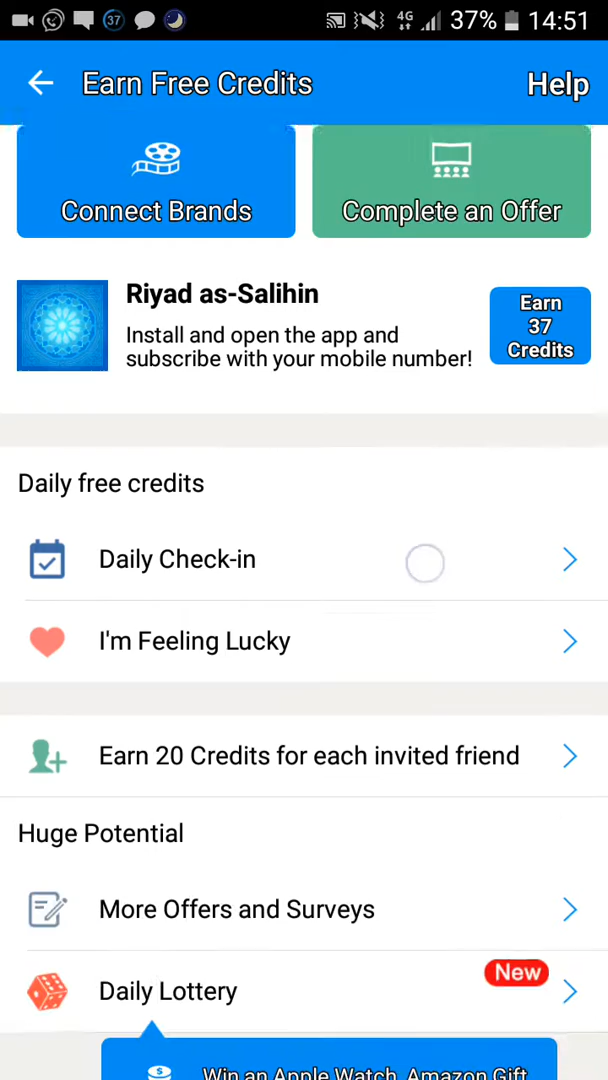 37
4G
37%
14:51
Earn Free Credits
Help
Connect Brands
Complete an Offer
Riyad as-Salihin
Install and open the app and
subscribe with your mobile number!
Earn
37
Credits
Daily free credits
Daily Check-in
I'm Feeling Lucky
Earn 20 Credits for each invited friend
Huge Potential
More Offers and Surveys
New
Daily Lottery
Win an Apple Watch, Amazon Gift